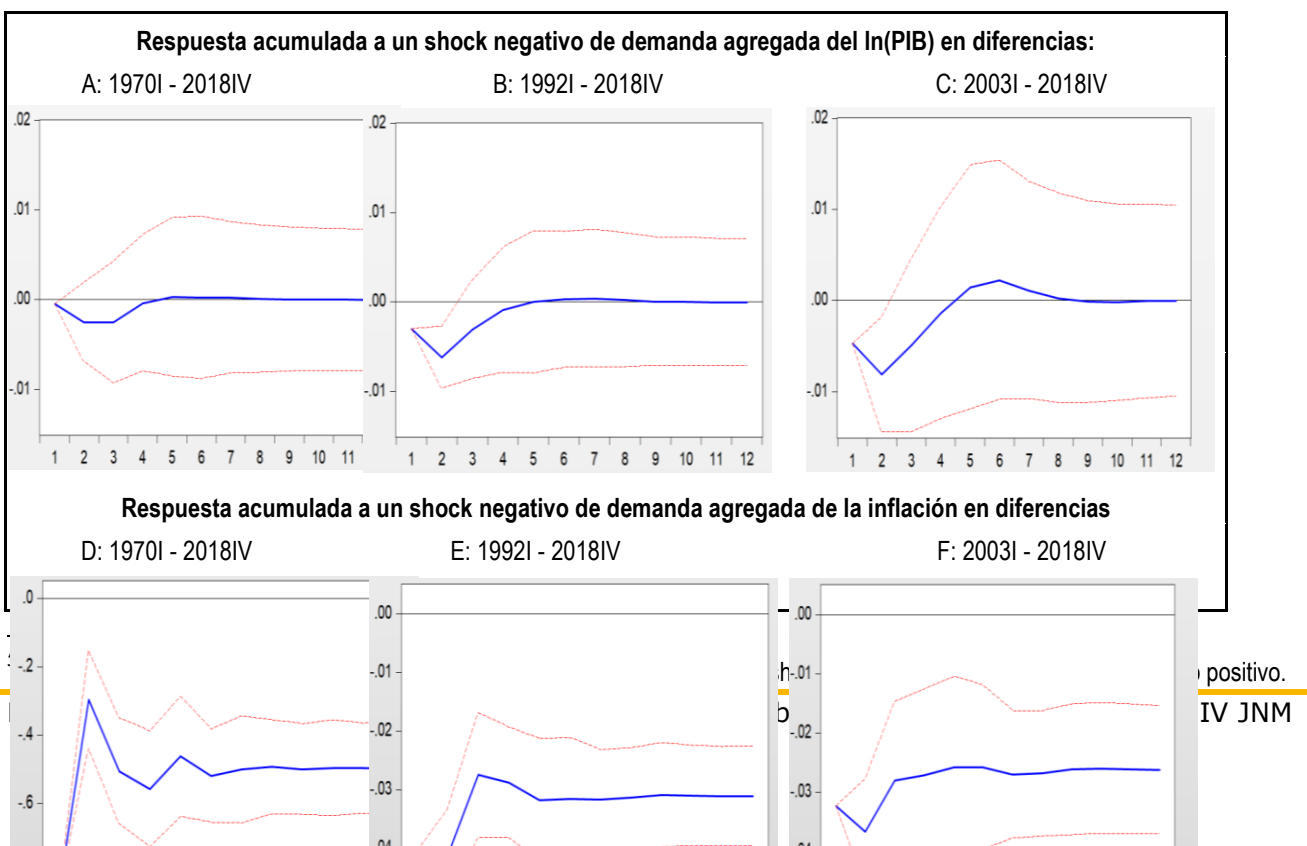 Respuesta acumulada a un shock negativo de demanda agregada del ln(PIB) en diferencias:
A: 1970I - 2018IV B: 1992I - 2018IV C: 2003I - 2018IV
.02 .02 .02
.01 .01 .01
.00 .00 .00
-.01 -.01 -.01
1 2 3 4 5 6 7 8 9 10 11 1 2 3 4 5 6 7 8 9 10 11 12 1 2 3 4 5 6 7 8 9 10 11 12
Respuesta acumulada a un shock negativo de demanda agregada de la inflación en diferencias
D: 1970I - 2018IV E: 1992I - 2018IV F: 2003I - 2018IV
.0 .00 .00
-.2 -.01 -.01 positivo.
-.4 -.02 -.02 IV JNM
-.6 -.03 -.03